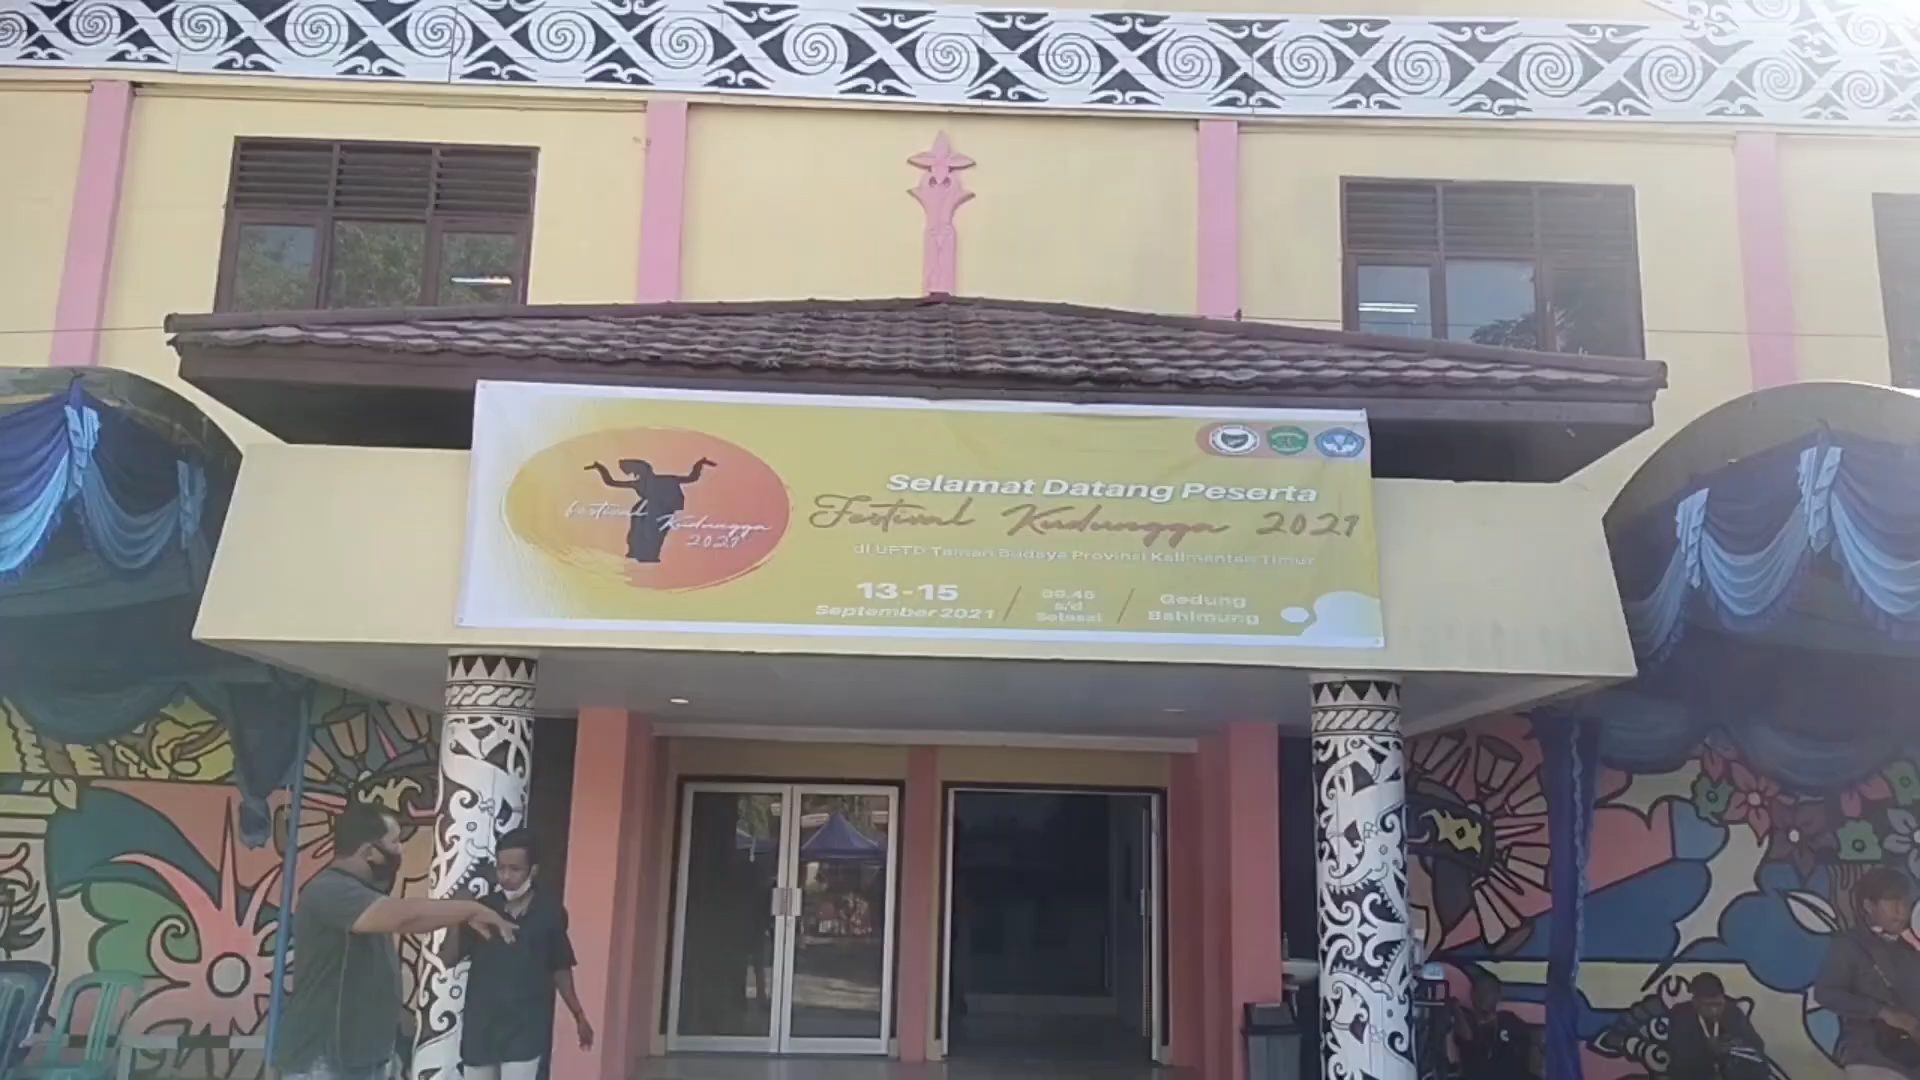 Festival
Kudungga
2021
Selamat Datang Peserta
Festival Kudungga 2021
di UPTD Taman Budaya Provinsi Kalimantan Timur
13 - 15
September 2021
09.45
s/d
Selesai
Gedung